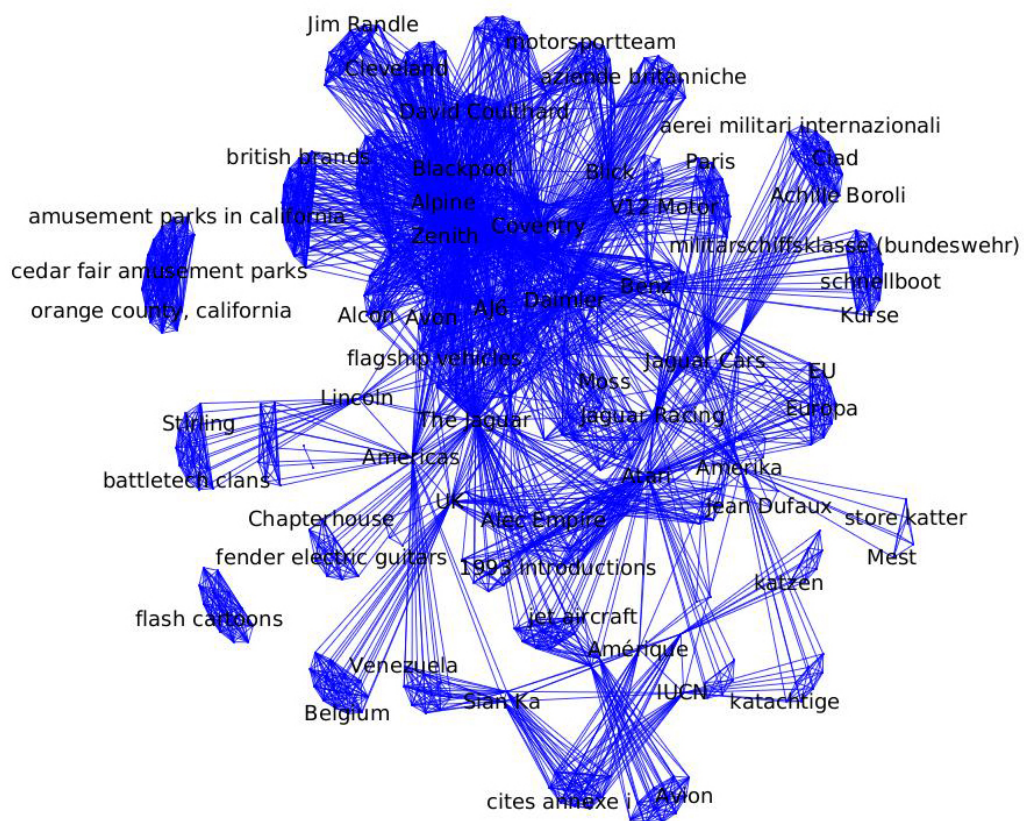 Jim Randle
motorsportteam
Cleveland
aziende britanniche
David Coulthard
aerei militari internazionali
british brands
Blackpool
Blick
Paris
Ciad
Alpine
V12 Motor
Achille Boroli
amusement parks in california
Zenith
Coventry
militärschiffsklasse (bundeswehr)
cedar fair amusement parks
Benz
schnellboot
orange county, california
Alcon
Avon
AJ6
Daimler
Kurse
flagship vehicles
Jaguar Cars
EU
Moss
Lincoln
Europa
Stirling
The Jaguar
Jaguar Racing
Americas
Atari
Amerika
battletech clans
UK
Jean Dufaux
Chapterhouse
Alec Empire
store katter
fender electric guitars
1993 introductions
Mest
katzen
flash cartoons
jet aircraft
Amérique
Venezuela
Sian Ka
IUCN
katachtige
Belgium
cites annexe i
Avion